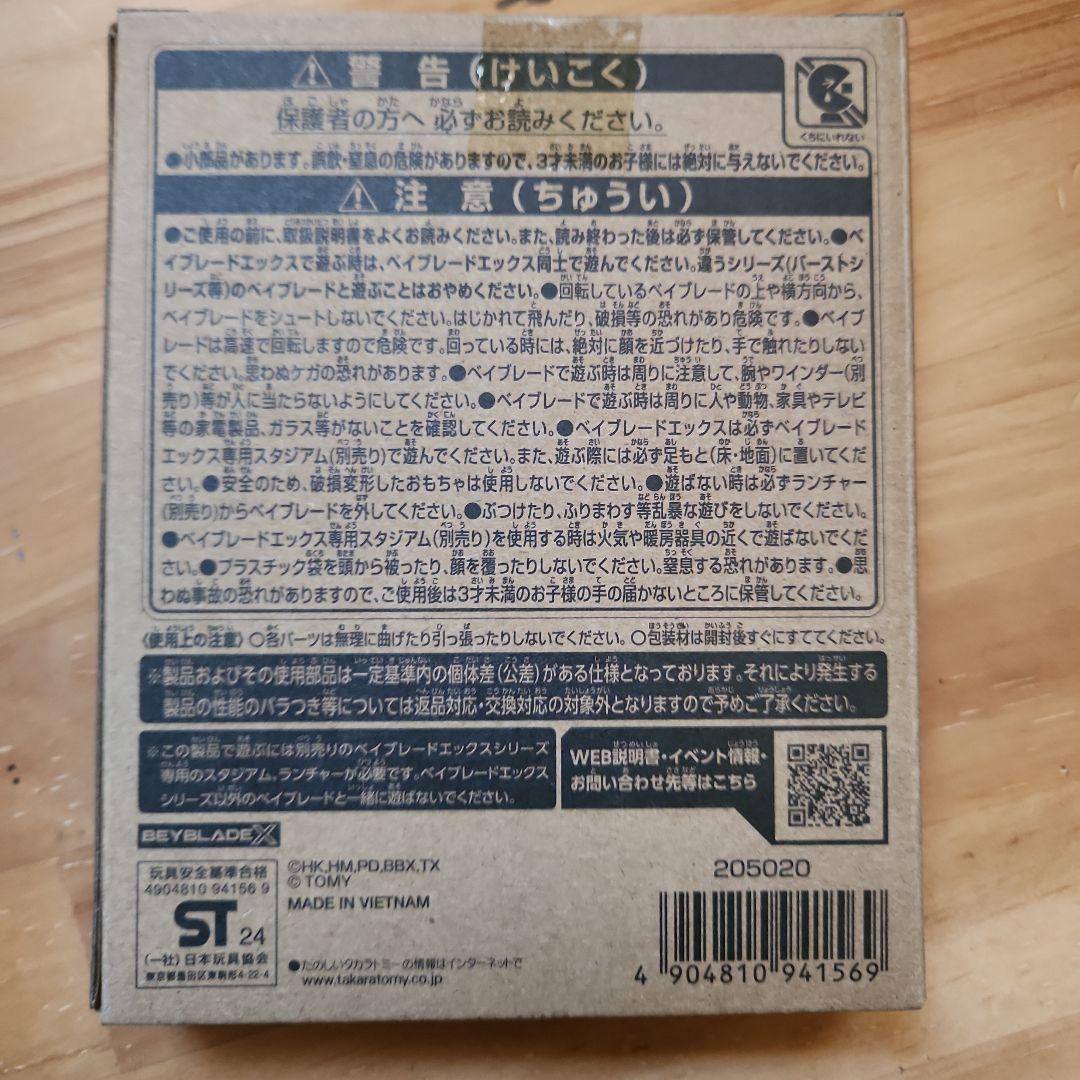 警告(けいこく)
保護者の方へ 必ずお読みください。
くちにいれない
●小部品があります。誤飲・窒息の危険がありますので、3才未満のお子様には絶対に与えないでください。
注意(ちゅうい)
●ご使用の前に、取扱説明書をよくお読みください。また、読み終わった後は必ず保管してください。●ベ
イブレードエックスで遊ぶ時は、ベイブレードエックス同士で遊んでください。違うシリーズ(バーストシ
リーズ等)のベイブレードと遊ぶことはおやめください。●回転しているベイブレードの上や横方向から、
ベイブレードをシュートしないでください。はじかれて飛んだり、破損等の恐れがあり危険です。●ベイブ
レードは高速で回転しますので危険です。回っている時には、絶対に顔を近づけたり、手で触れたりしない
でください。思わぬケガの恐れがあります。●ベイブレードで遊ぶ時は周りに注意して、腕やワインダー(別
売り)等が人に当たらないようにしてください。●ベイブレードで遊ぶ時は周りに人や動物、家具やテレビ
等の家電製品、ガラス等がないことを確認してください。●ベイブレードエックスは必ずベイブレード
エックス専用スタジアム(別売り)で遊んでください。また、遊ぶ際には必ず足もと(床・地面)に置いてくだ
さい。●安全のため、破損変形したおもちゃは使用しないでください。●遊ばない時は必ずランチャー
(別売り)からベイブレードを外してください。●ぶつけたり、ふりまわす等乱暴な遊びをしないでください。
●ベイブレードエックス専用スタジアム(別売り)を使用する時は火気や暖房器具の近くで遊ばないでくだ
さい。●プラスチック袋を頭から被ったり、顔を覆ったりしないでください。窒息する恐れがあります。●思
わぬ事故の恐れがありますので、ご使用後は3才未満のお子様の手の届かないところに保管してください。
〈使用上の注意〉○各パーツは無理に曲げたり引っ張ったりしないでください。○包装材は開封後すぐにすててください。
※製品およびその使用部品は一定基準内の個体差(公差)がある仕様となっております。それにより発生する
製品の性能のバラつき等については返品対応・交換対応の対象外となりますので予めご了承ください。
※この製品で遊ぶには別売りのベイブレードエックスシリーズ
専用のスタジアム、ランチャーが必要です。ベイブレードエックス
シリーズ以外のベイブレードと一緒に遊ばないでください。
WEB説明書・イベント情報・
お問い合わせ先等はこちら
BEYBLADE X
玩具安全基準合格
4904810 94156 9
ST 24
(一社)日本玩具協会
東京都墨田区東駒形4-22-4
©HK,HM,PD,BBX,TX
© TOMY
MADE IN VIETNAM
●たのしいタカラトミーの情報はインターネットで
www.takaratomy.co.jp
205020
4 904810 941569